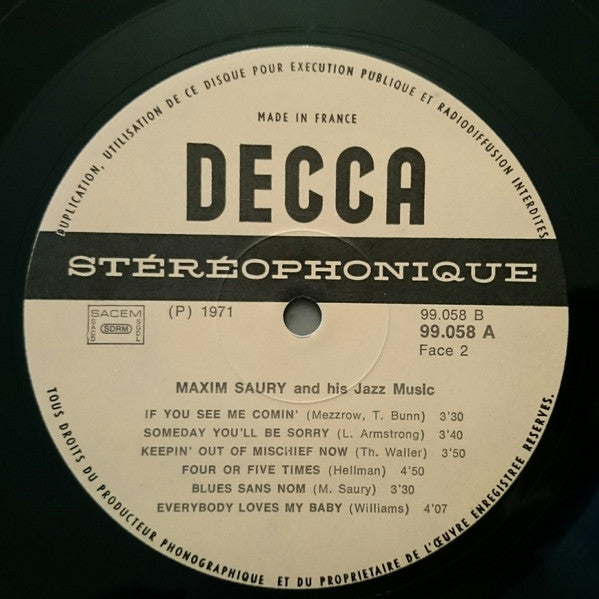 DUPLICATION, UTILISATION DE CE DISQUE POUR EXECUTION PUBLIQUE ET RADIODIFFUSION INTERDITES
MADE IN FRANCE
DECCA
STÉRÉOPHONIQUE
SACEM
SACD
SDRM
SGDL
(P) 1971
99.058 B
99.058 A
Face 2
MAXIM SAURY and his Jazz Music
IF YOU SEE ME COMIN' (Mezzrow, T. Bunn) 3'30
SOMEDAY YOU'LL BE SORRY (L. Armstrong) 3'40
KEEPIN' OUT OF MISCHIEF NOW (Th. Waller) 3'50
FOUR OR FIVE TIMES (Hellman) 4'50
BLUES SANS NOM (M. Saury) 3'30
EVERYBODY LOVES MY BABY (Williams) 4'07
TOUS DROITS DU PRODUCTEUR PHONOGRAPHIQUE ET DU PROPRIETAIRE DE L'ŒUVRE ENREGISTREE RESERVES.